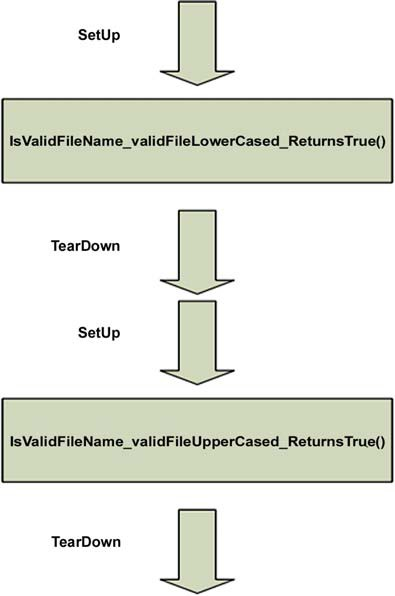 SetUp
IsValidFileName_validFileLowerCased_ReturnsTrue()
TearDown
SetUp
IsValidFileName_validFileUpperCased_ReturnsTrue()
TearDown